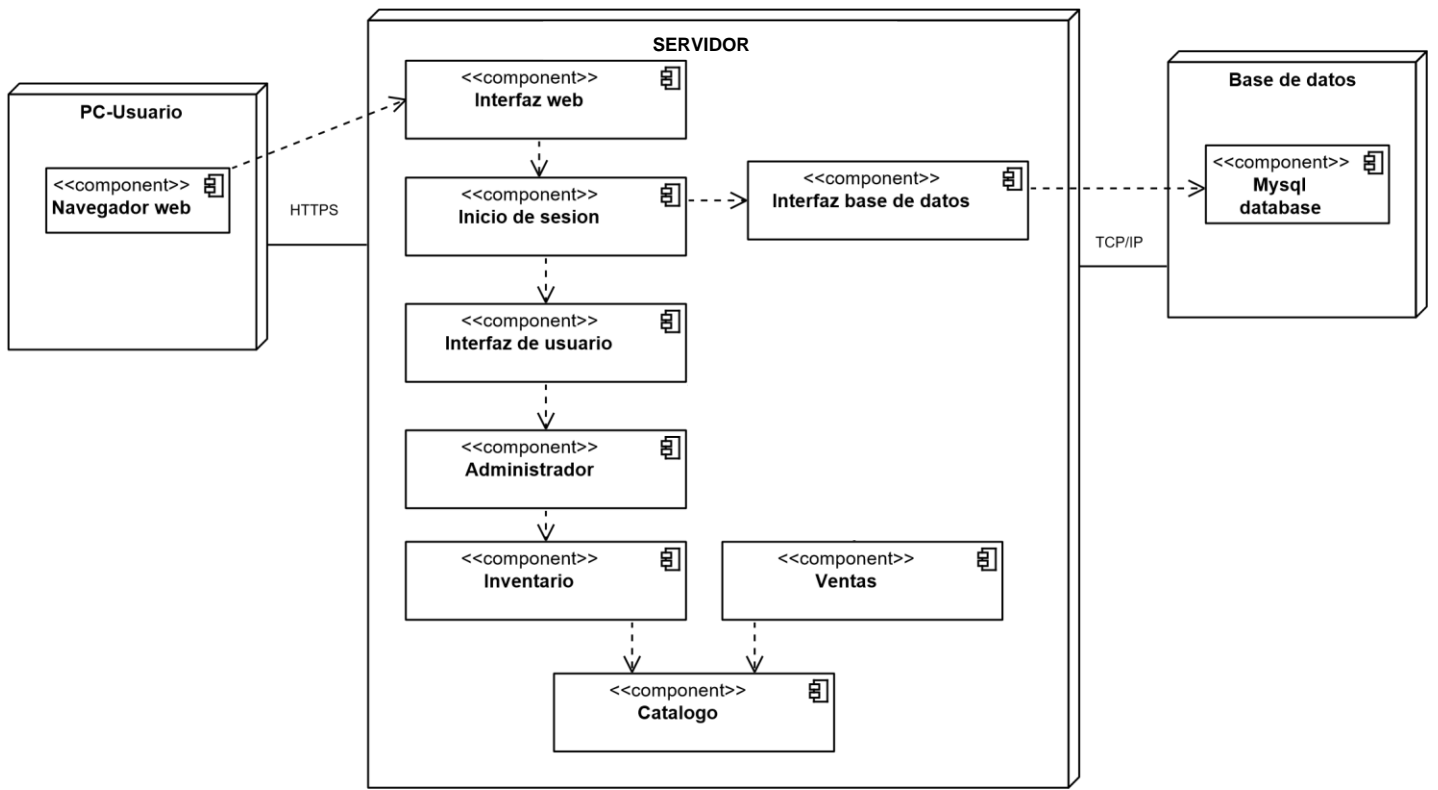 SERVIDOR
PC-Usuario
<<component>>
Navegador web
HTTPS
<<component>>
Interfaz web
<<component>>
Inicio de sesion
<<component>>
Interfaz base de datos
<<component>>
Interfaz de usuario
<<component>>
Administrador
<<component>>
Inventario
<<component>>
Ventas
<<component>>
Catalogo
TCP/IP
Base de datos
<<component>>
Mysql
database